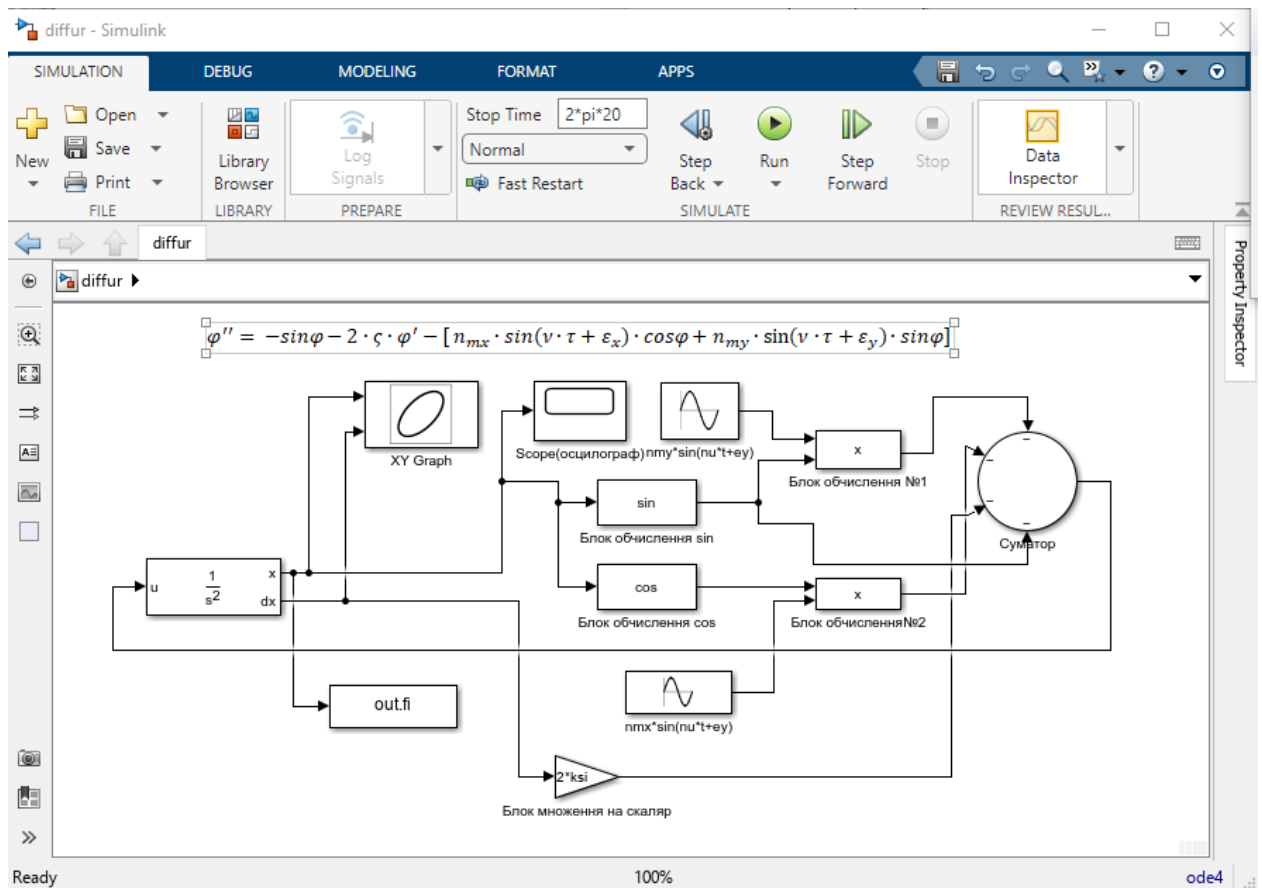 diffur - Simulink
SIMULATION DEBUG MODELING FORMAT APPS
New
Open
Save
Print
FILE
Library
Browser
LIBRARY
Log
Signals
PREPARE
Stop Time 2*pi*20
Normal
Fast Restart
Step
Back
Run
Step
Forward
Stop
SIMULATE
Data
Inspector
REVIEW RESUL...
diffur
diffur
Property Inspector
φ′′ = −sinφ − 2 · ς · φ′ − [ n_mx · sin(ν · τ + ε_x) · cosφ + n_my · sin(ν · τ + ε_y) · sinφ]
XY Graph
Scope(осцилограф)
nmy*sin(nu*t+ey)
x
Блок обчислення №1
sin
Блок обчислення sin
Суматор
u
1
s²
x
dx
cos
Блок обчислення cos
x
Блок обчислення№2
out.fi
nmx*sin(nu*t+ey)
2*ksi
Блок множення на скаляр
Ready 100% ode4